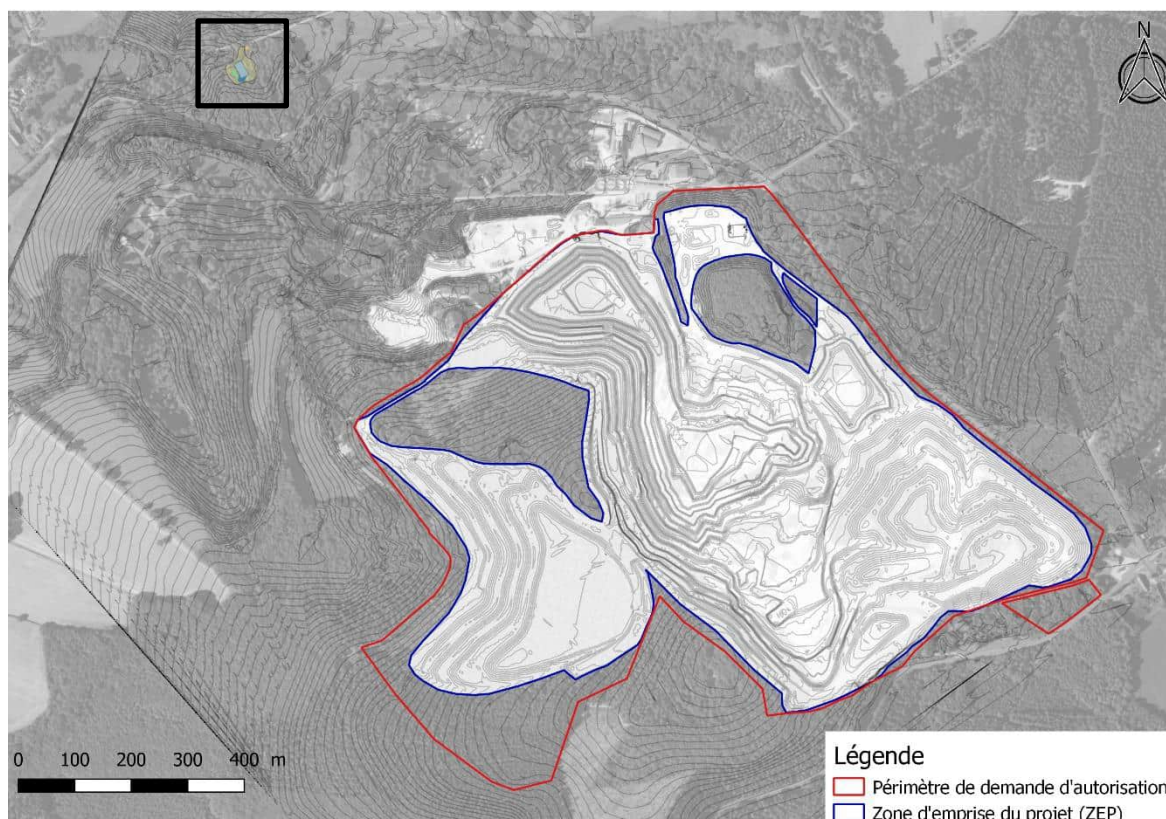 N
0 100 200 300 400 m
Légende
Périmètre de demande d'autorisation
Zone d'emprise du projet (ZEP)